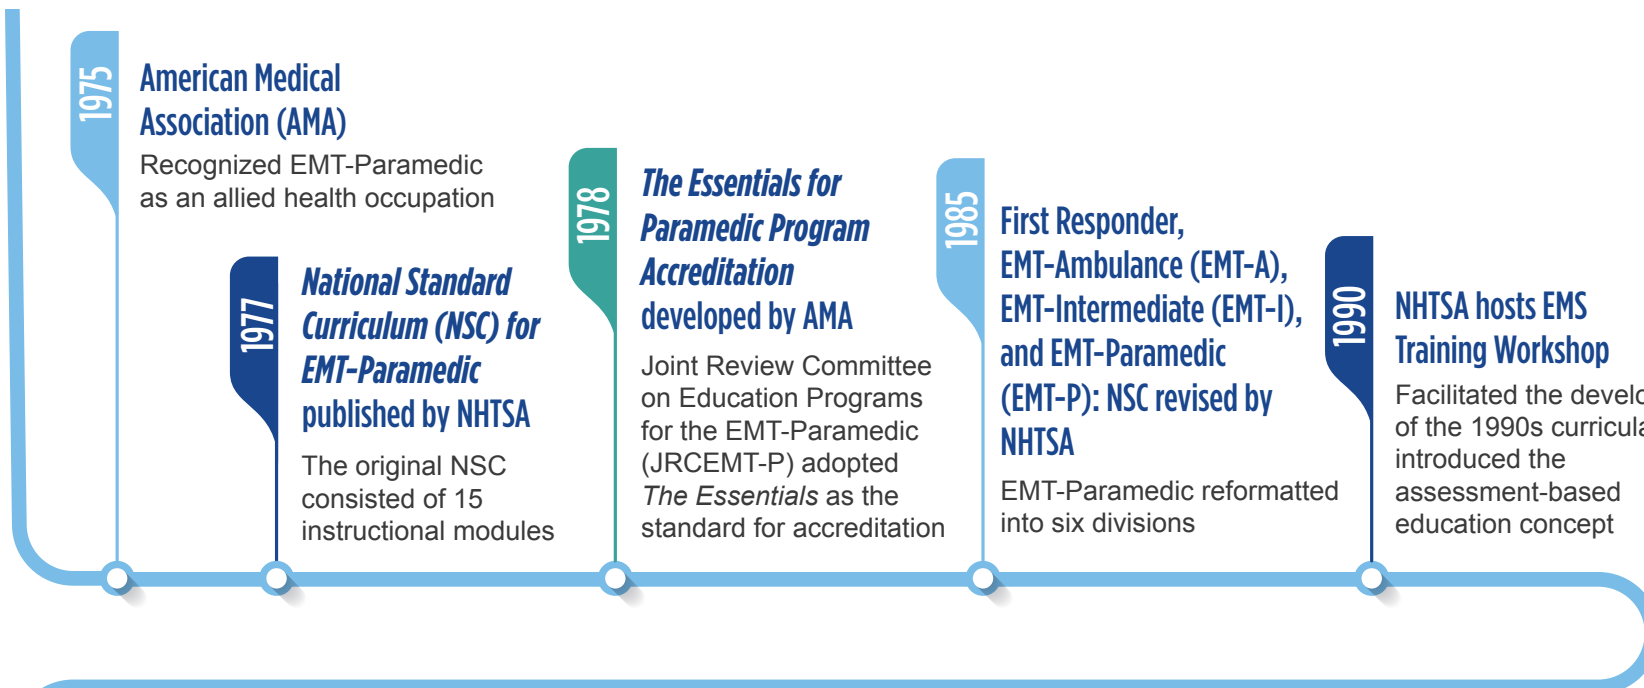 1975
American Medical
Association (AMA)
Recognized EMT-Paramedic
as an allied health occupation
1977
National Standard
Curriculum (NSC) for
EMT-Paramedic
published by NHTSA
The original NSC
consisted of 15
instructional modules
1978
The Essentials for
Paramedic Program
Accreditation
developed by AMA
Joint Review Committee
on Education Programs
for the EMT-Paramedic
(JRCEMT-P) adopted
The Essentials as the
standard for accreditation
1985
First Responder,
EMT-Ambulance (EMT-A),
EMT-Intermediate (EMT-I),
and EMT-Paramedic
(EMT-P): NSC revised by
NHTSA
EMT-Paramedic reformatted
into six divisions
1990
NHTSA hosts EMS
Training Workshop
Facilitated the
of the 1990s curricula
introduced the
assessment-based
education concept